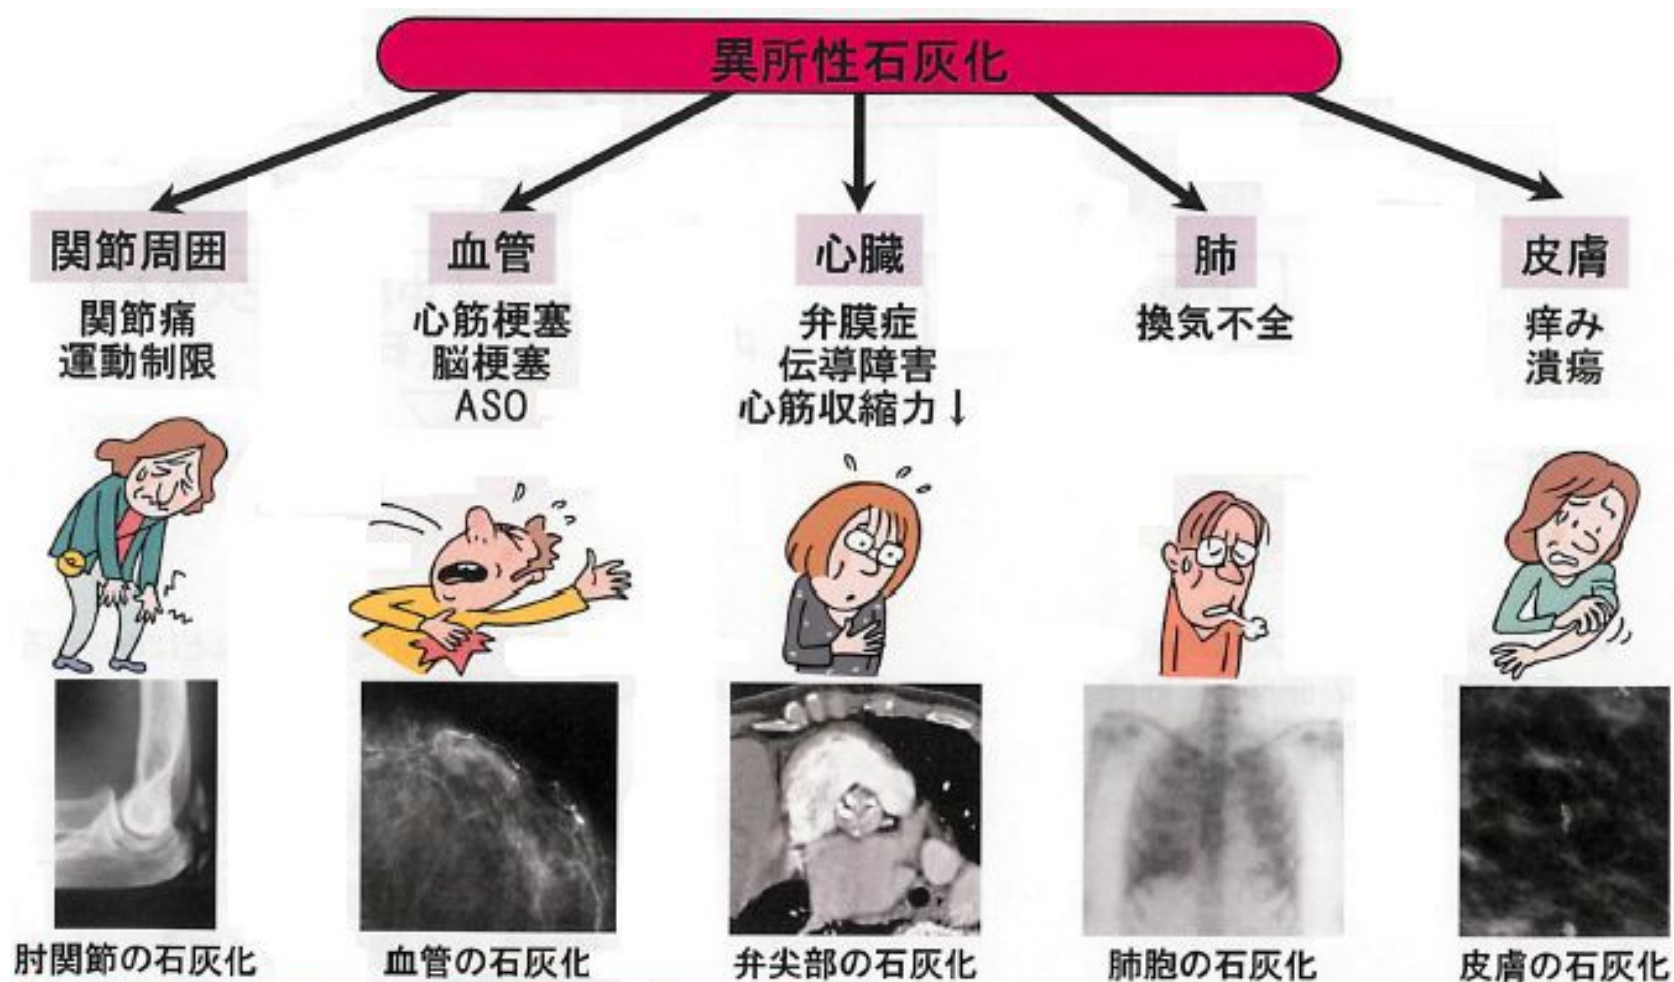 異所性石灰化
関節周囲
関節痛
運動制限
肘関節の石灰化
血管
心筋梗塞
脳梗塞
ASO
血管の石灰化
心臓
弁膜症
伝導障害
心筋収縮力↓
弁尖部の石灰化
肺
換気不全
肺胞の石灰化
皮膚
痒み
潰瘍
皮膚の石灰化